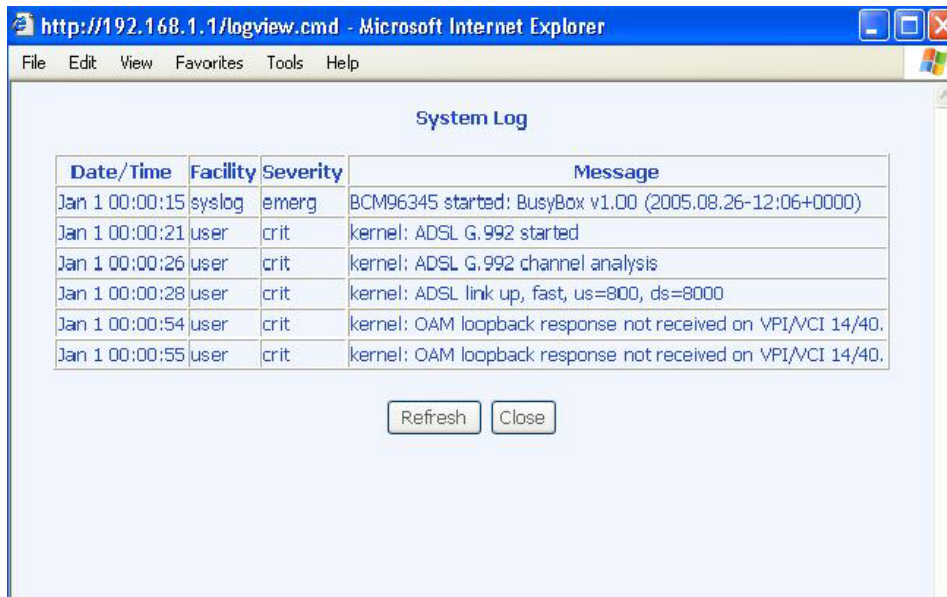 http://192.168.1.1/logview.cmd - Microsoft Internet Explorer
File Edit View Favorites Tools Help
System Log
Date/Time Facility Severity Message
Jan 1 00:00:15 syslog emerg BCM96345 started: BusyBox v1.00 (2005.08.26-12:06+0000)
Jan 1 00:00:21 user crit kernel: ADSL G.992 started
Jan 1 00:00:26 user crit kernel: ADSL G.992 channel analysis
Jan 1 00:00:28 user crit kernel: ADSL link up, fast, us=800, ds=8000
Jan 1 00:00:54 user crit kernel: OAM loopback response not received on VPI/VCI 14/40.
Jan 1 00:00:55 user crit kernel: OAM loopback response not received on VPI/VCI 14/40.
Refresh Close